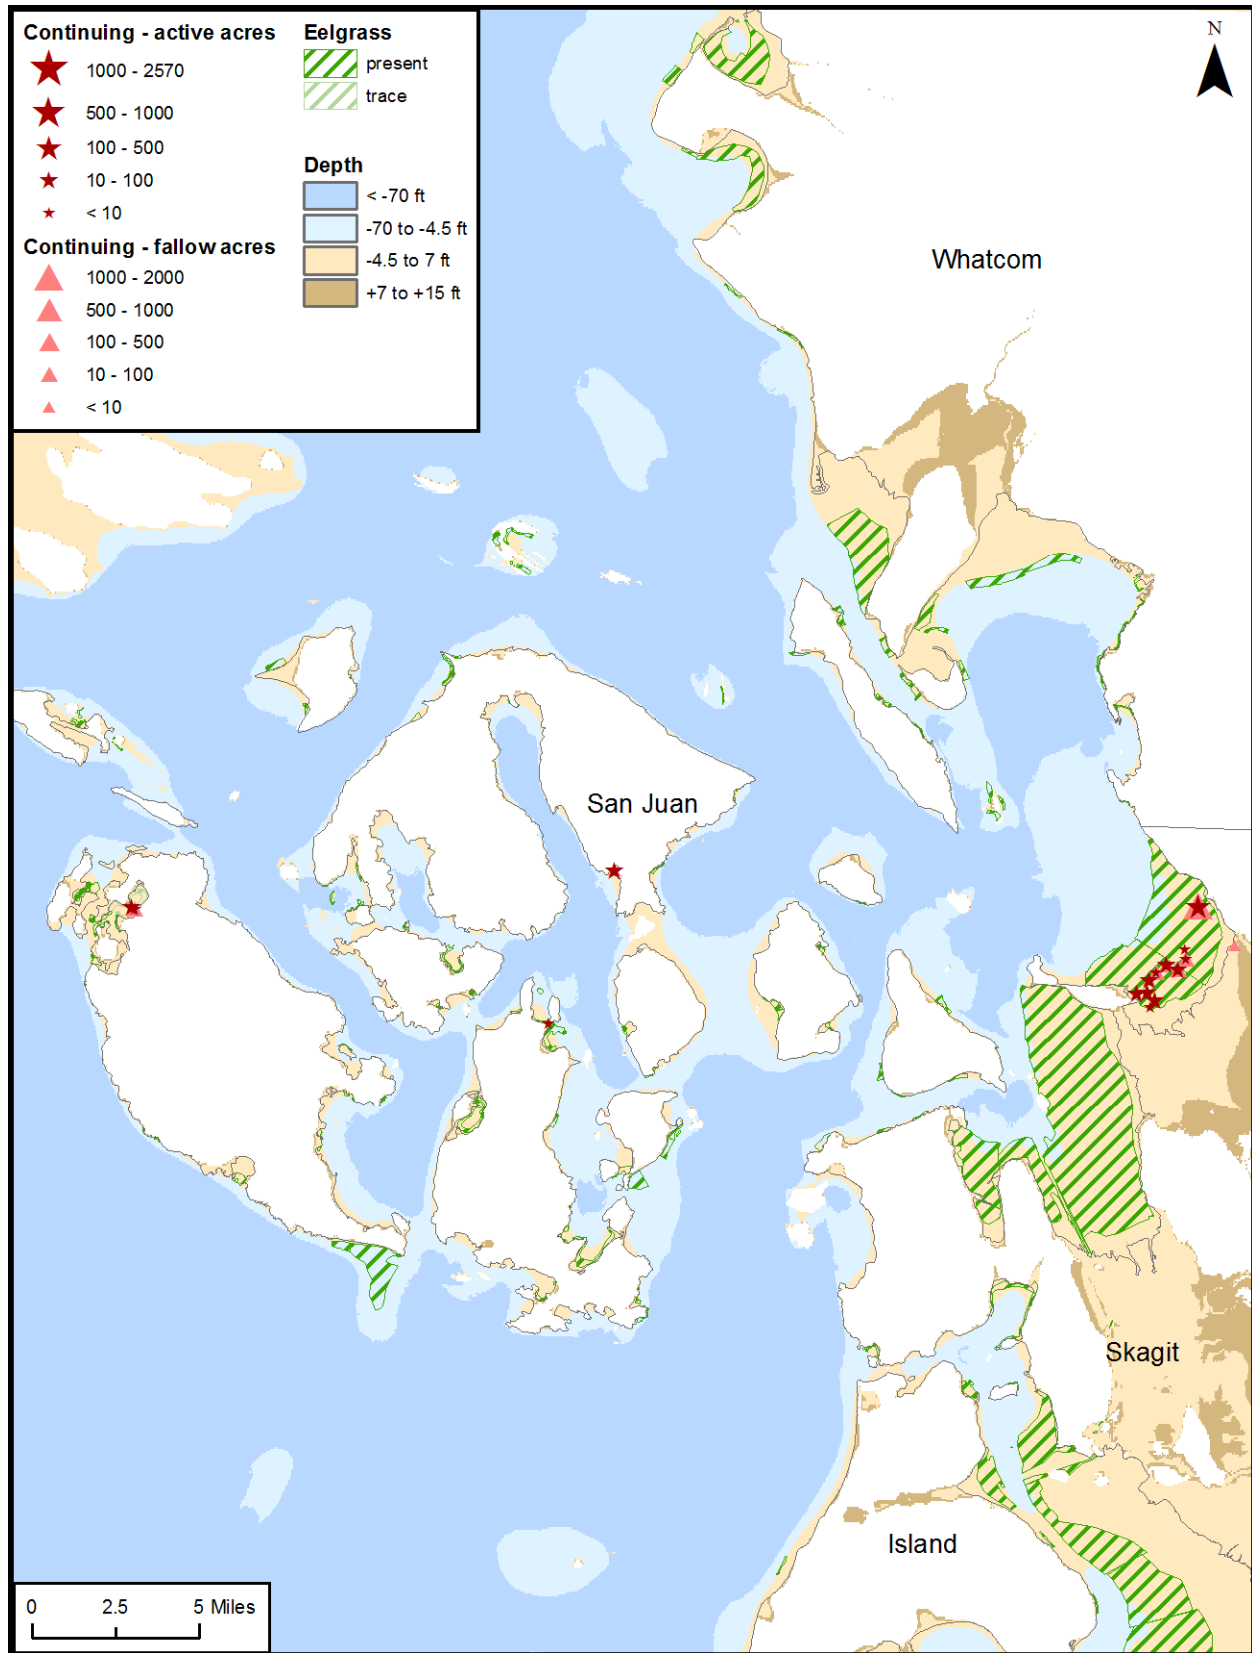 Continuing - active acres
1000 - 2570
500 - 1000
100 - 500
10 - 100
< 10
Continuing - fallow acres
1000 - 2000
500 - 1000
100 - 500
10 - 100
< 10
Eelgrass
present
trace
Depth
< -70 ft
-70 to -4.5 ft
-4.5 to 7 ft
+7 to +15 ft
N
Whatcom
San Juan
Skagit
Island
0 2.5 5 Miles